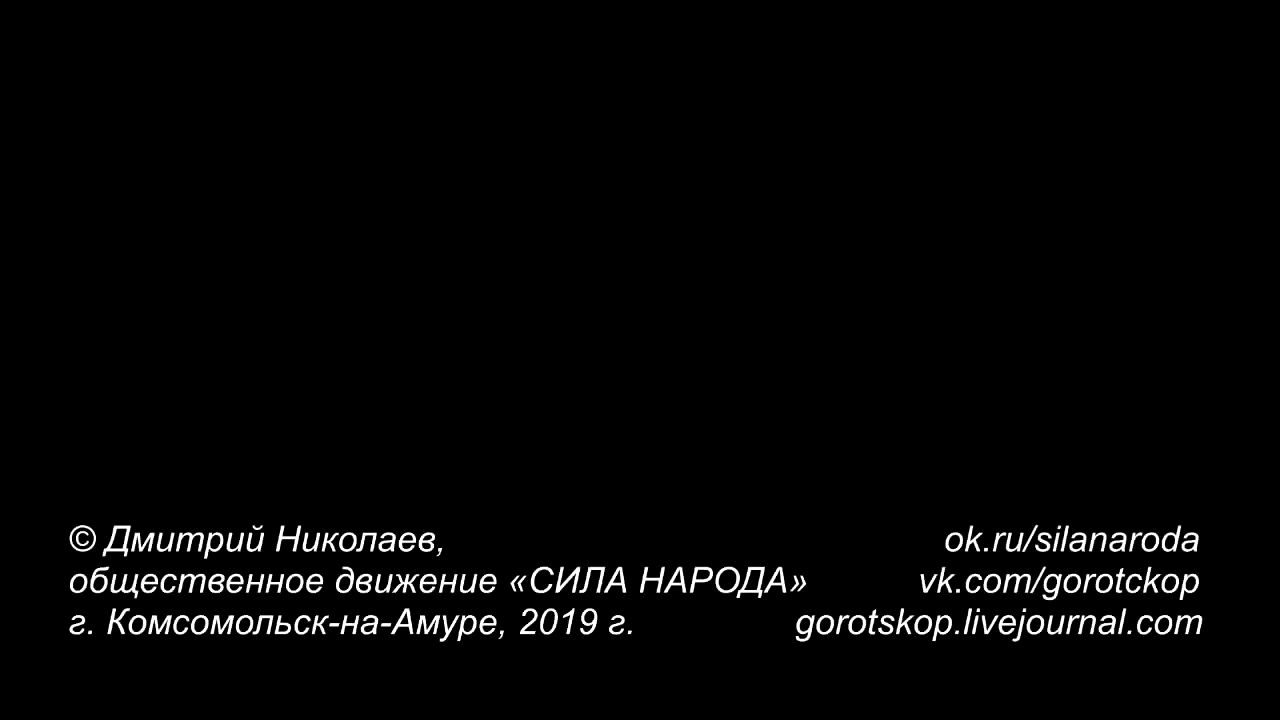 © Дмитрий Николаев,
общественное движение «СИЛА НАРОДА»
г. Комсомольск-на-Амуре, 2019 г.
ok.ru/silanaroda
vk.com/gorotckop
gorotskop.livejournal.com